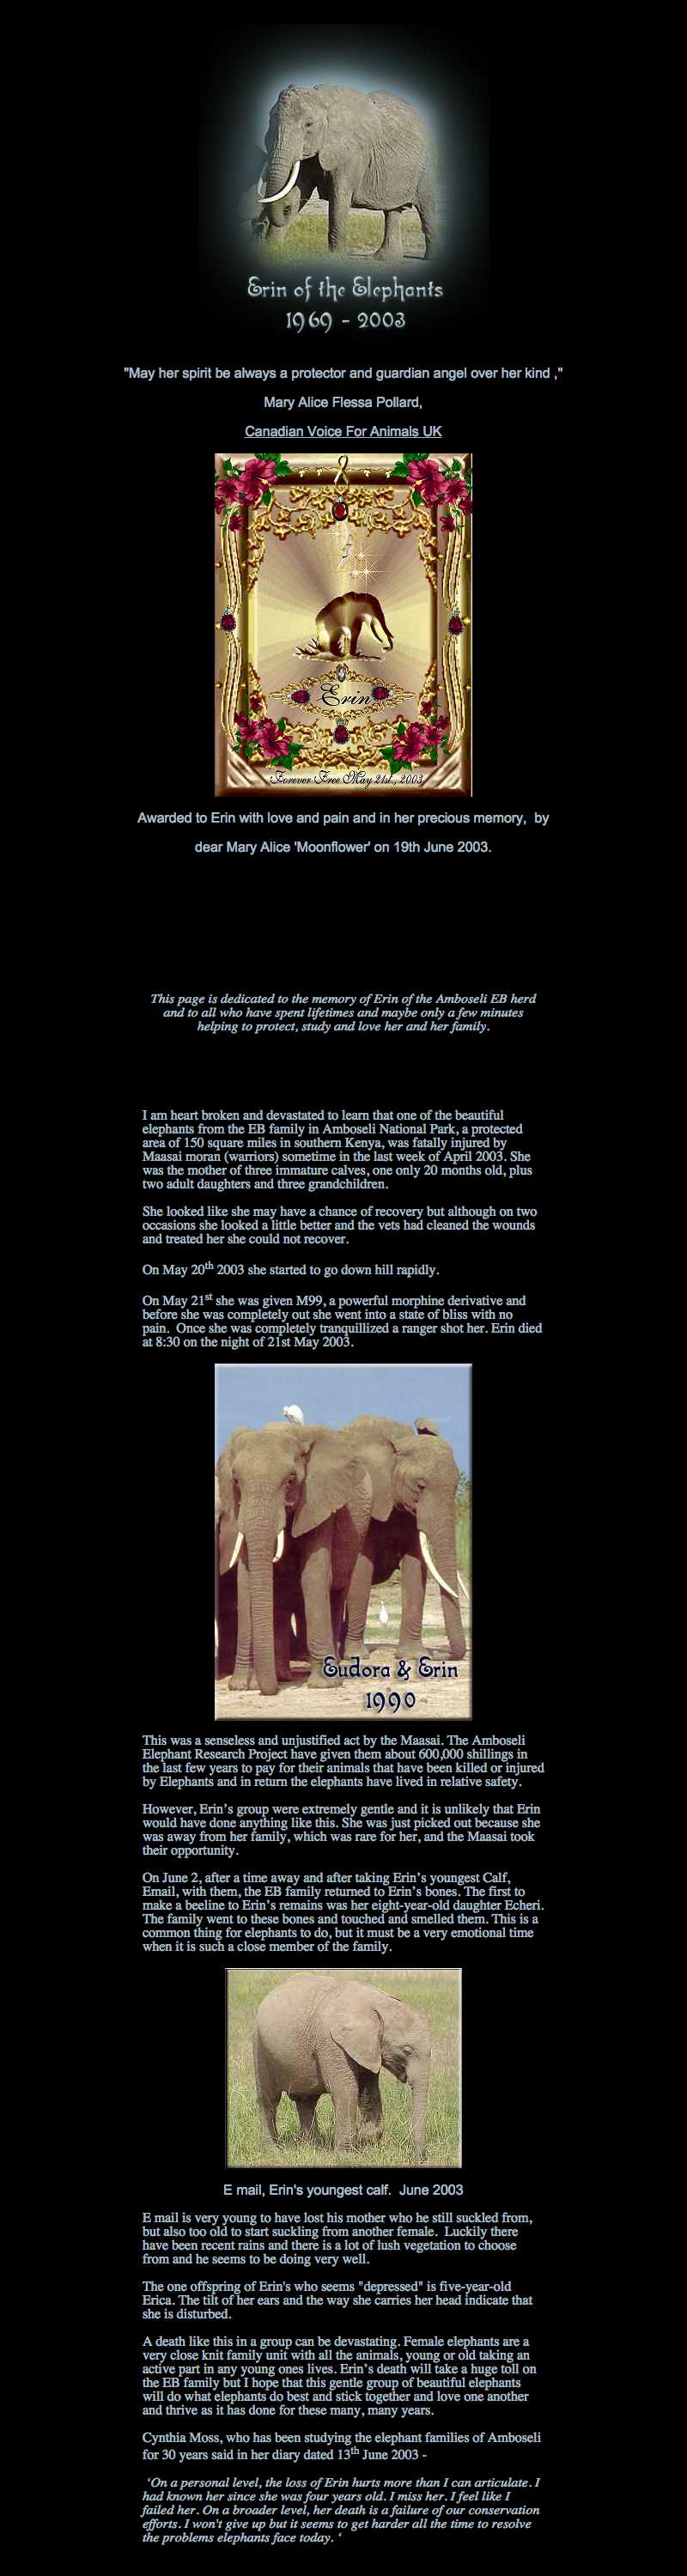 Erin of the Elephants
1969 - 2003
"May her spirit be always a protector and guardian angel over her kind ,"
Mary Alice Flessa Pollard,
Canadian Voice For Animals UK
Erin
Forever Free May 21st., 2003
Awarded to Erin with love and pain and in her precious memory,  by
dear Mary Alice 'Moonflower' on 19th June 2003.
This page is dedicated to the memory of Erin of the Amboseli EB herd
and to all who have spent lifetimes and maybe only a few minutes
helping to protect, study and love her and her family.
I am heart broken and devastated to learn that one of the beautiful
elephants from the EB family in Amboseli National Park, a protected
area of 150 square miles in southern Kenya, was fatally injured by
Maasai moran (warriors) sometime in the last week of April 2003. She
was the mother of three immature calves, one only 20 months old, plus
two adult daughters and three grandchildren.
She looked like she may have a chance of recovery but although on two
occasions she looked a little better and the vets had cleaned the wounds
and treated her she could not recover.
On May 20th 2003 she started to go down hill rapidly.
On May 21st she was given M99, a powerful morphine derivative and
before she was completely out she went into a state of bliss with no
pain.  Once she was completely tranquillized a ranger shot her. Erin died
at 8:30 on the night of 21st May 2003.
Eudora & Erin
1990
This was a senseless and unjustified act by the Maasai. The Amboseli
Elephant Research Project have given them about 600,000 shillings in
the last few years to pay for their animals that have been killed or injured
by Elephants and in return the elephants have lived in relative safety.
However, Erin’s group were extremely gentle and it is unlikely that Erin
would have done anything like this. She was just picked out because she
was away from her family, which was rare for her, and the Maasai took
their opportunity.
On June 2, after a time away and after taking Erin’s youngest Calf,
Email, with them, the EB family returned to Erin’s bones. The first to
make a beeline to Erin’s remains was her eight-year-old daughter Echeri.
The family went to these bones and touched and smelled them. This is a
common thing for elephants to do, but it must be a very emotional time
when it is such a close member of the family.
E mail, Erin's youngest calf.  June 2003
E mail is very young to have lost his mother who he still suckled from,
but also too old to start suckling from another female.  Luckily there
have been recent rains and there is a lot of lush vegetation to choose
from and he seems to be doing very well.
The one offspring of Erin's who seems "depressed" is five-year-old
Erica. The tilt of her ears and the way she carries her head indicate that
she is disturbed.
A death like this in a group can be devastating. Female elephants are a
very close knit family unit with all the animals, young or old taking an
active part in any young ones lives. Erin’s death will take a huge toll on
the EB family but I hope that this gentle group of beautiful elephants
will do what elephants do best and stick together and love one another
and thrive as it has done for these many, many years.
Cynthia Moss, who has been studying the elephant families of Amboseli
for 30 years said in her diary dated 13th June 2003 -
‘On a personal level, the loss of Erin hurts more than I can articulate. I
had known her since she was four years old. I miss her. I feel like I
failed her. On a broader level, her death is a failure of our conservation
efforts. I won't give up but it seems to get harder all the time to resolve
the problems elephants face today. ‘